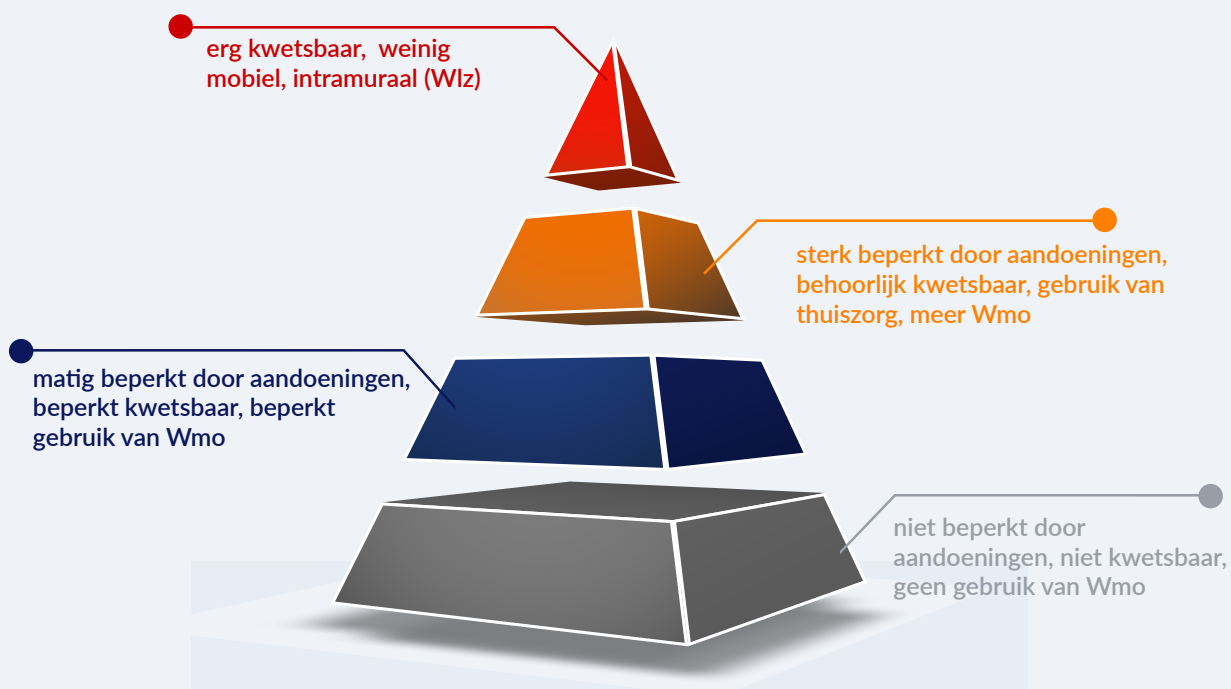 erg kwetsbaar, weinig
mobiel, intramuraal (Wlz)
sterk beperkt door aandoeningen,
behoorlijk kwetsbaar, gebruik van
thuiszorg, meer Wmo
matig beperkt door aandoeningen,
beperkt kwetsbaar, beperkt
gebruik van Wmo
niet beperkt door
aandoeningen, niet kwetsbaar,
geen gebruik van Wmo